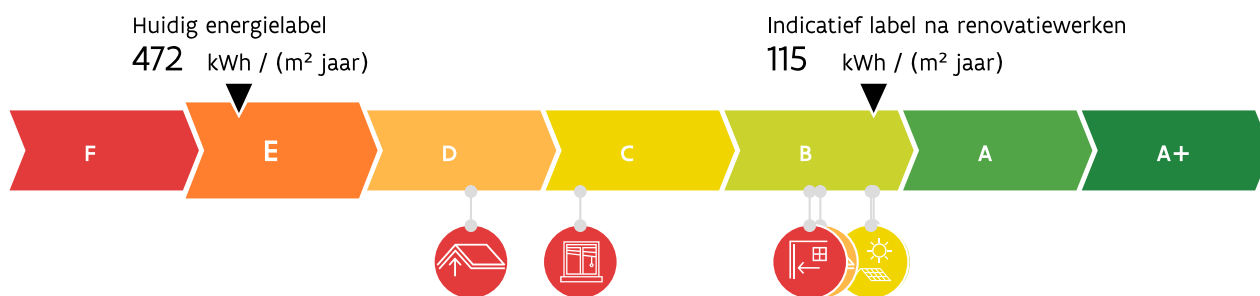 Huidig energielabel
472 kWh / (m² jaar)
Indicatief label na renovatiewerken
115 kWh / (m² jaar)
F E D C B A A+